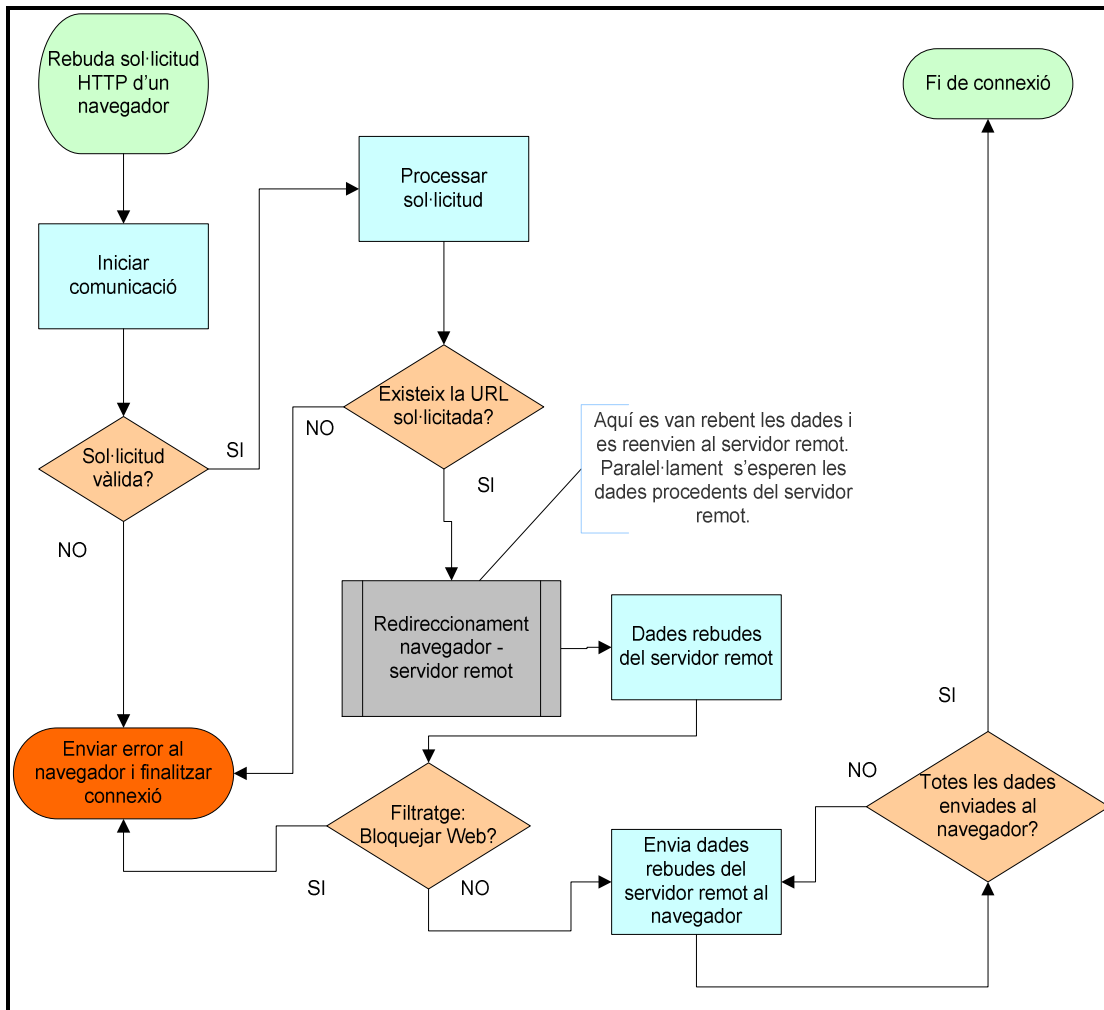 Rebuda sol·licitud
HTTP d'un
navegador
Fi de connexió
Processar
sol·licitud
Iniciar
comunicació
Existeix la URL
sol·licitada?
NO
Aquí es van rebent les dades i
es reenvien al servidor remot.
Paralel·lament s'esperen les
dades procedents del servidor
remot.
Sol·licitud
vàlida?
SI
SI
NO
Redireccionament
navegador -
servidor remot
Dades rebudes
del servidor remot
SI
Enviar error al
navegador i finalitzar
connexió
NO
Totes les dades
enviades al
navegador?
Filtratge:
Bloquejar Web?
Envia dades
rebudes del
servidor remot al
navegador
SI
NO